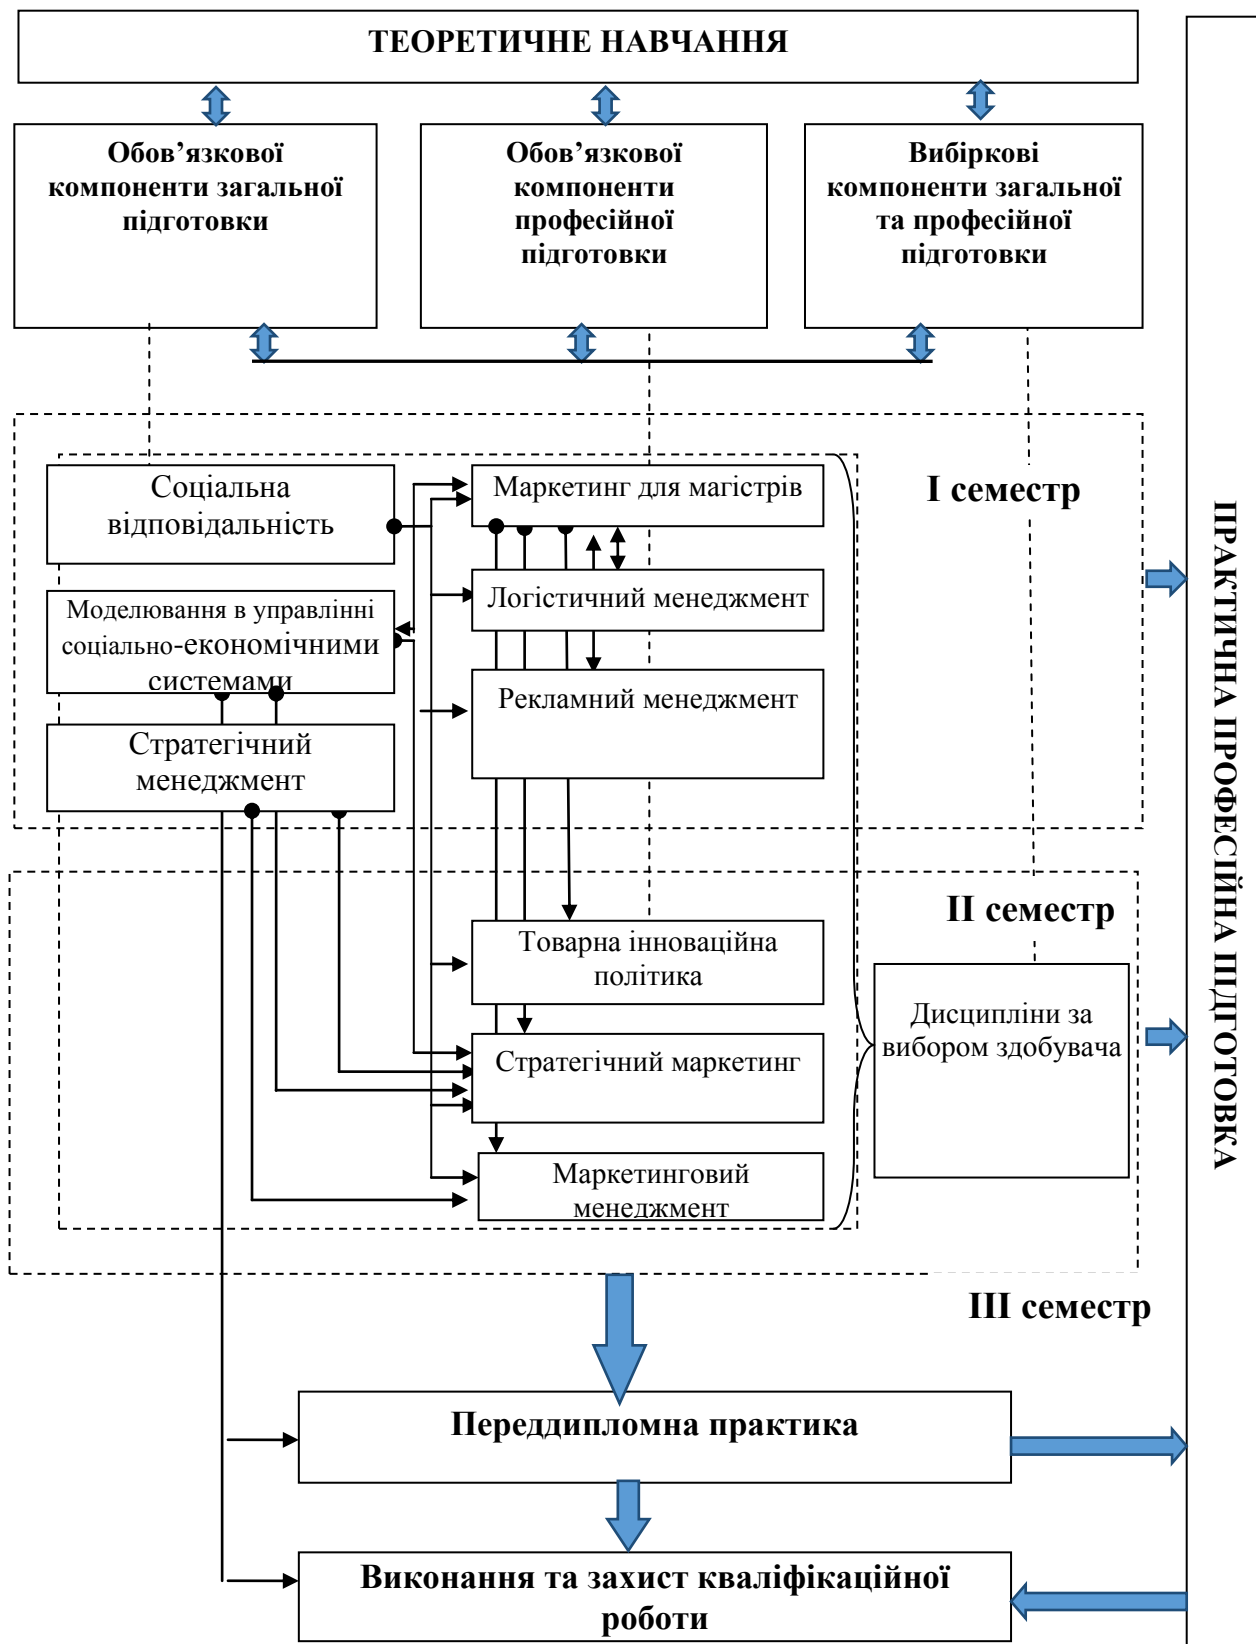 ТЕОРЕТИЧНЕ НАВЧАННЯ
Обов’язкової
компоненти загальної
підготовки
Обов’язкової
компоненти
професійної
підготовки
Вибіркові
компоненти загальної
та професійної
підготовки
І семестр
Соціальна
відповідальність
Маркетинг для магістрів
Логістичний менеджмент
Моделювання в управлінні
соціально-економічними
системами
Рекламний менеджмент
Стратегічний
менеджмент
ІІ семестр
Товарна інноваційна
політика
Стратегічний маркетинг
Маркетинговий
менеджмент
Дисципліни за
вибором здобувача
ІІІ семестр
Переддипломна практика
Виконання та захист кваліфікаційної
роботи
ПРАКТИЧНА ПРОФЕСІЙНА ПІДГОТОВКА